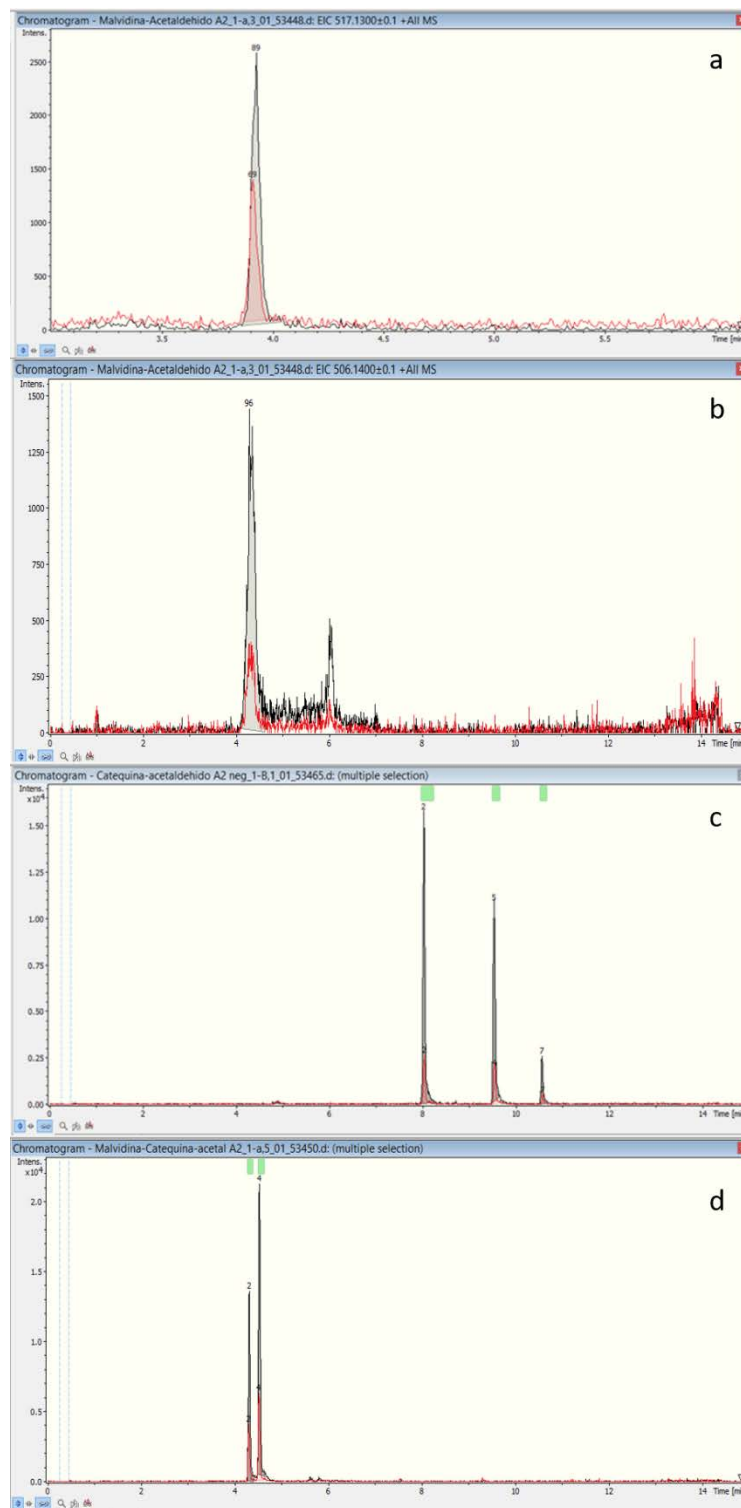 Chromatogram - Malvidina-Acetaldehido A2_1-a,3_01_53448.d: EIC 517.1300±0.1 +All MS
Intens.
a
89
2500
2000
1500
69
1000
500
0
3.5 4.0 4.5 5.0 5.5 Time [min
Chromatogram - Malvidina-Acetaldehido A2_1-a,3_01_53448.d: EIC 506.1400±0.1 +All MS
Intens.
b
1500
96
1250
1000
750
500
250
0
0 2 4 6 8 10 12 14 Time [min
Chromatogram - Catequina-acetaldehido A2 neg_1-B,1_01_53465.d: (multiple selection)
Intens.
x10⁴
c
1.50
2
1.25
5
1.00
0.75
0.50
0.25
2
7
0.00
0 2 4 6 8 10 12 14 Time [min
Chromatogram - Malvidina-Catequina-acetal A2_1-a,5_01_53450.d: (multiple selection)
Intens.
x10⁴
d
4
2.0
1.5
2
1.0
4
0.5
2
0.0
0 2 4 6 8 10 12 14 Time [min